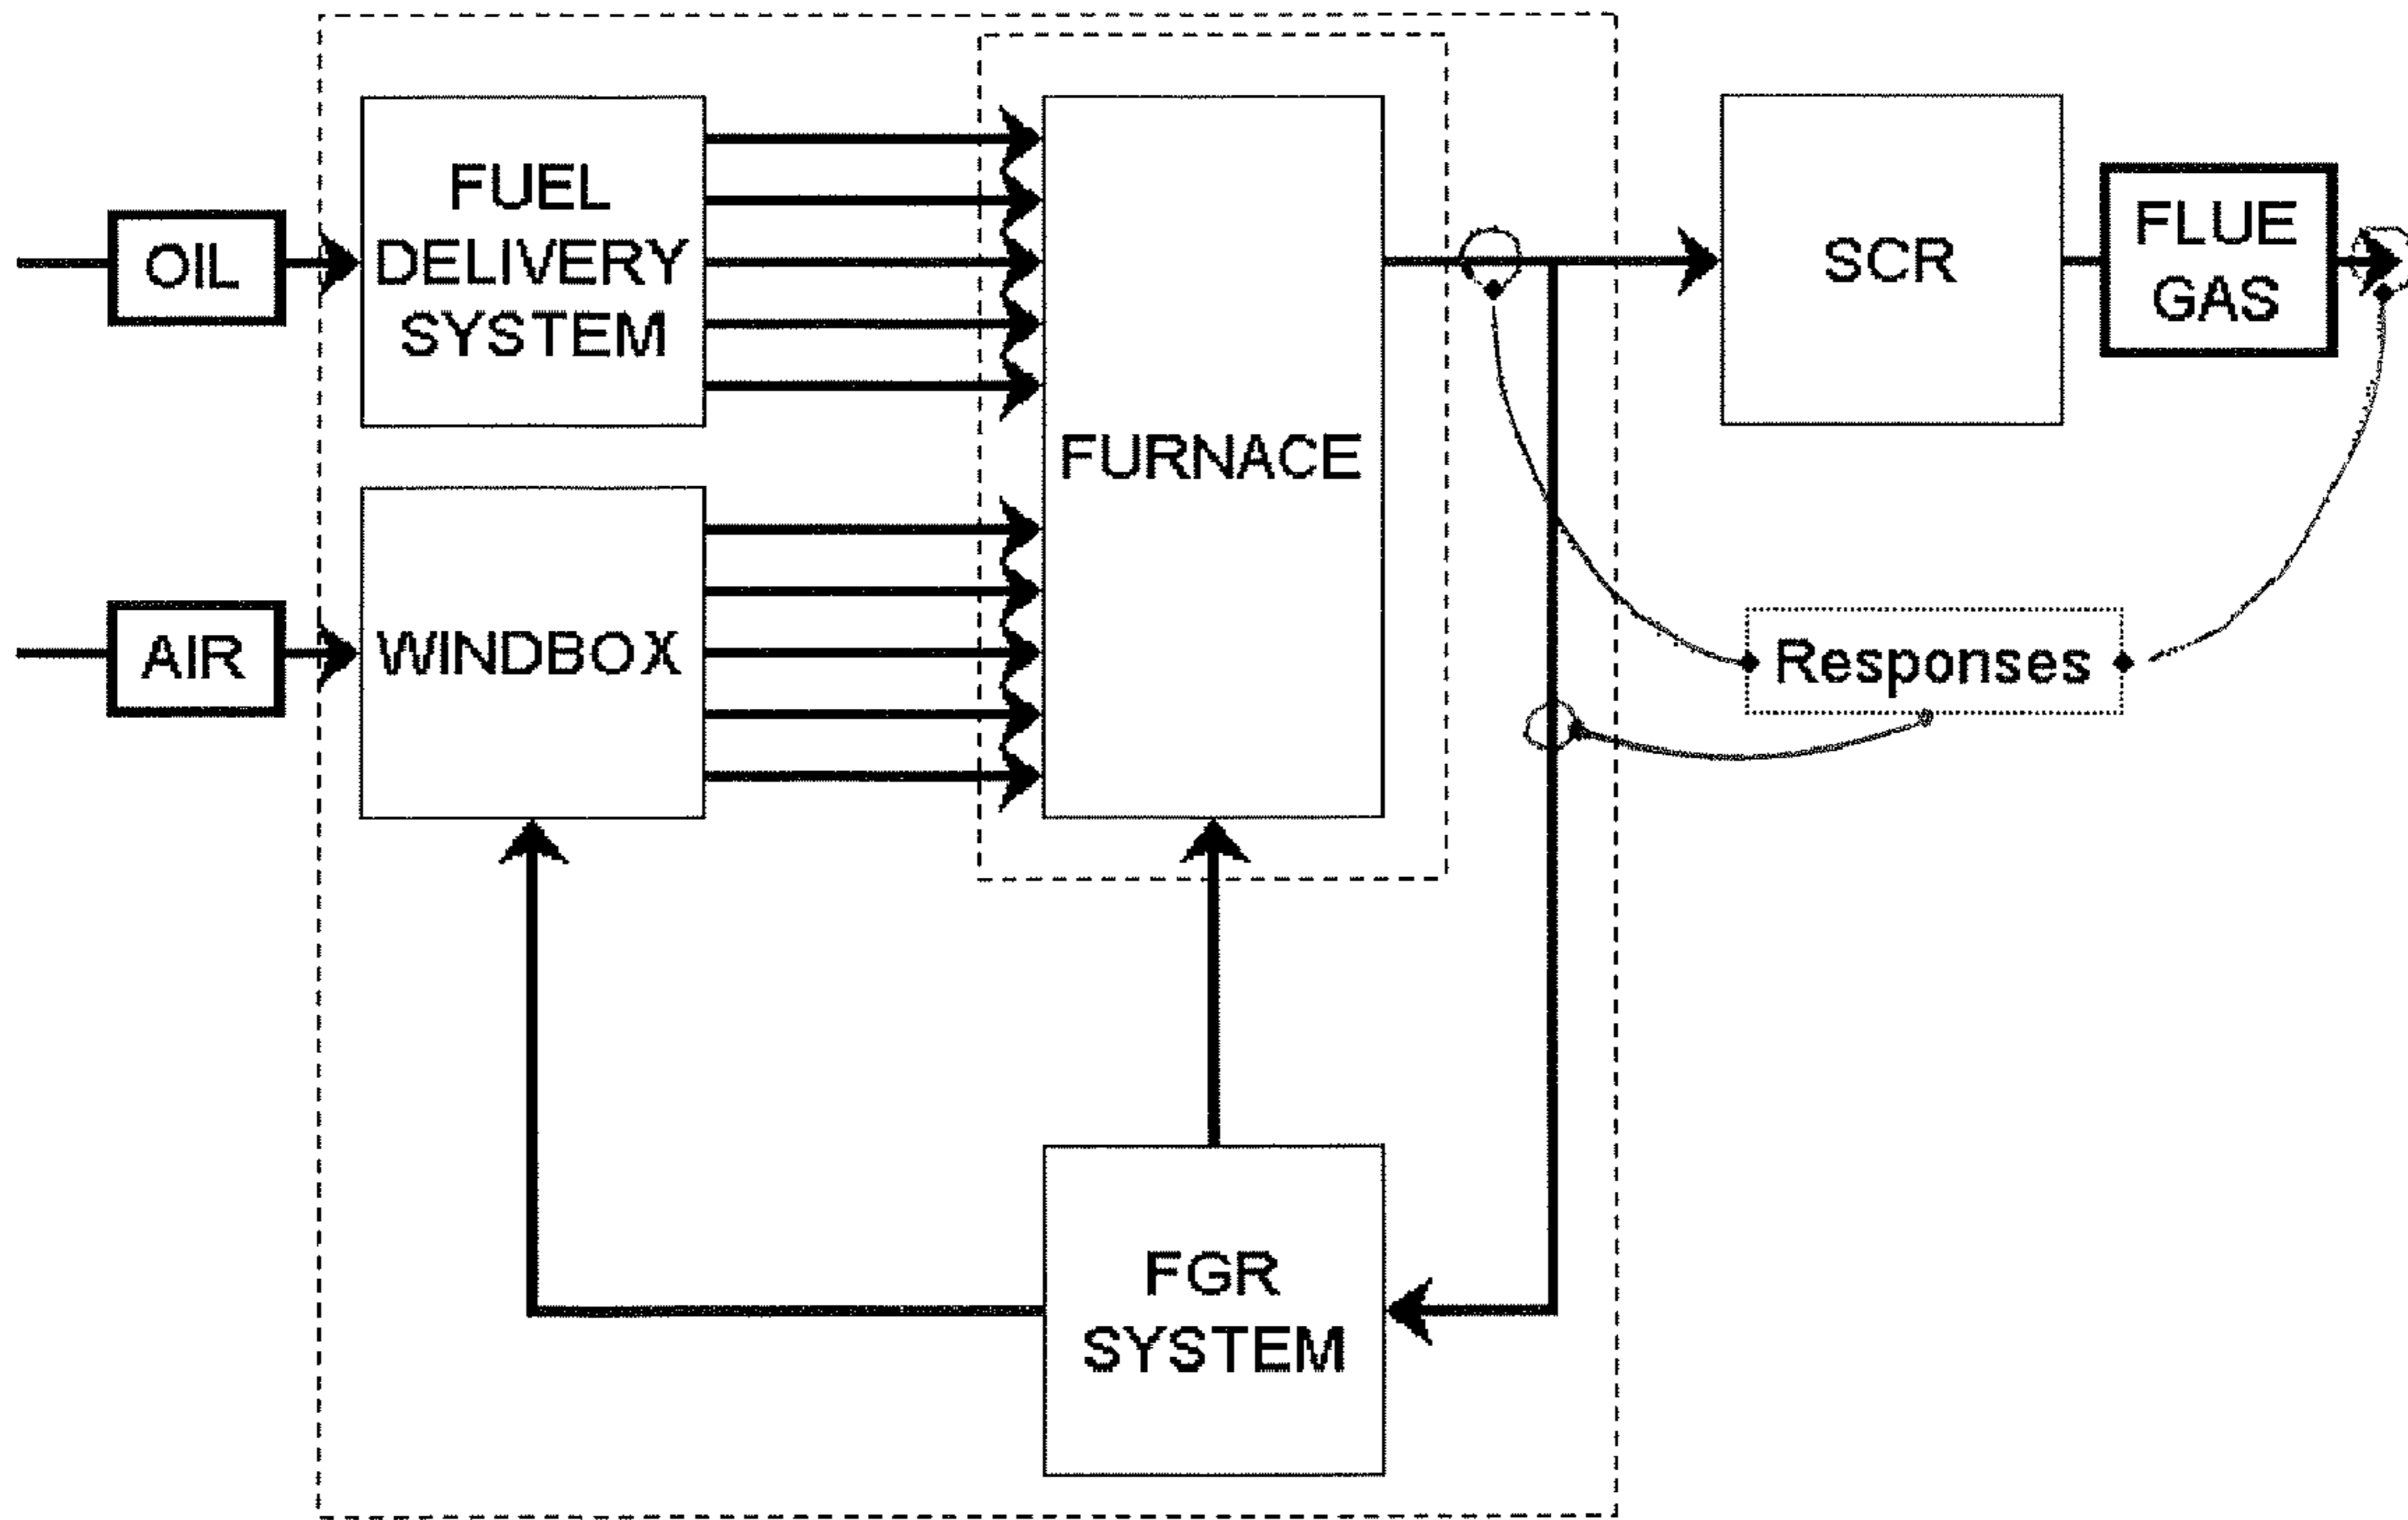 FUEL
DELIVERY
SYSTEM
OIL
FURNACE
SCR
FLUE
GAS
AIR
WINDBOX
Responses
FGR
SYSTEM